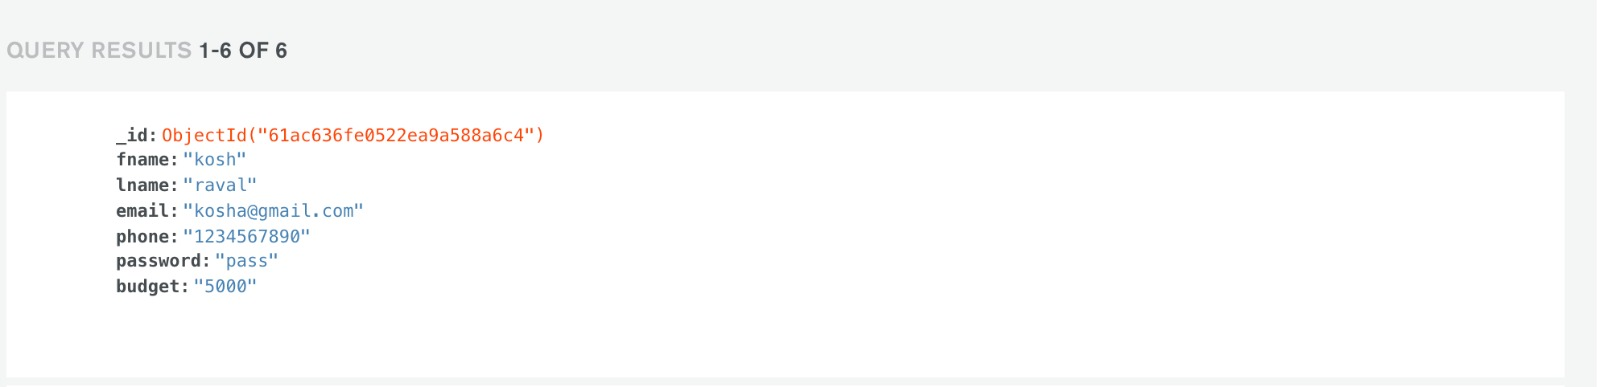 QUERY RESULTS 1-6 OF 6
_id: ObjectId("61ac636fe0522ea9a588a6c4")
fname: "kosh"
lname: "raval"
email: "kosha@gmail.com"
phone: "1234567890"
password: "pass"
budget: "5000"